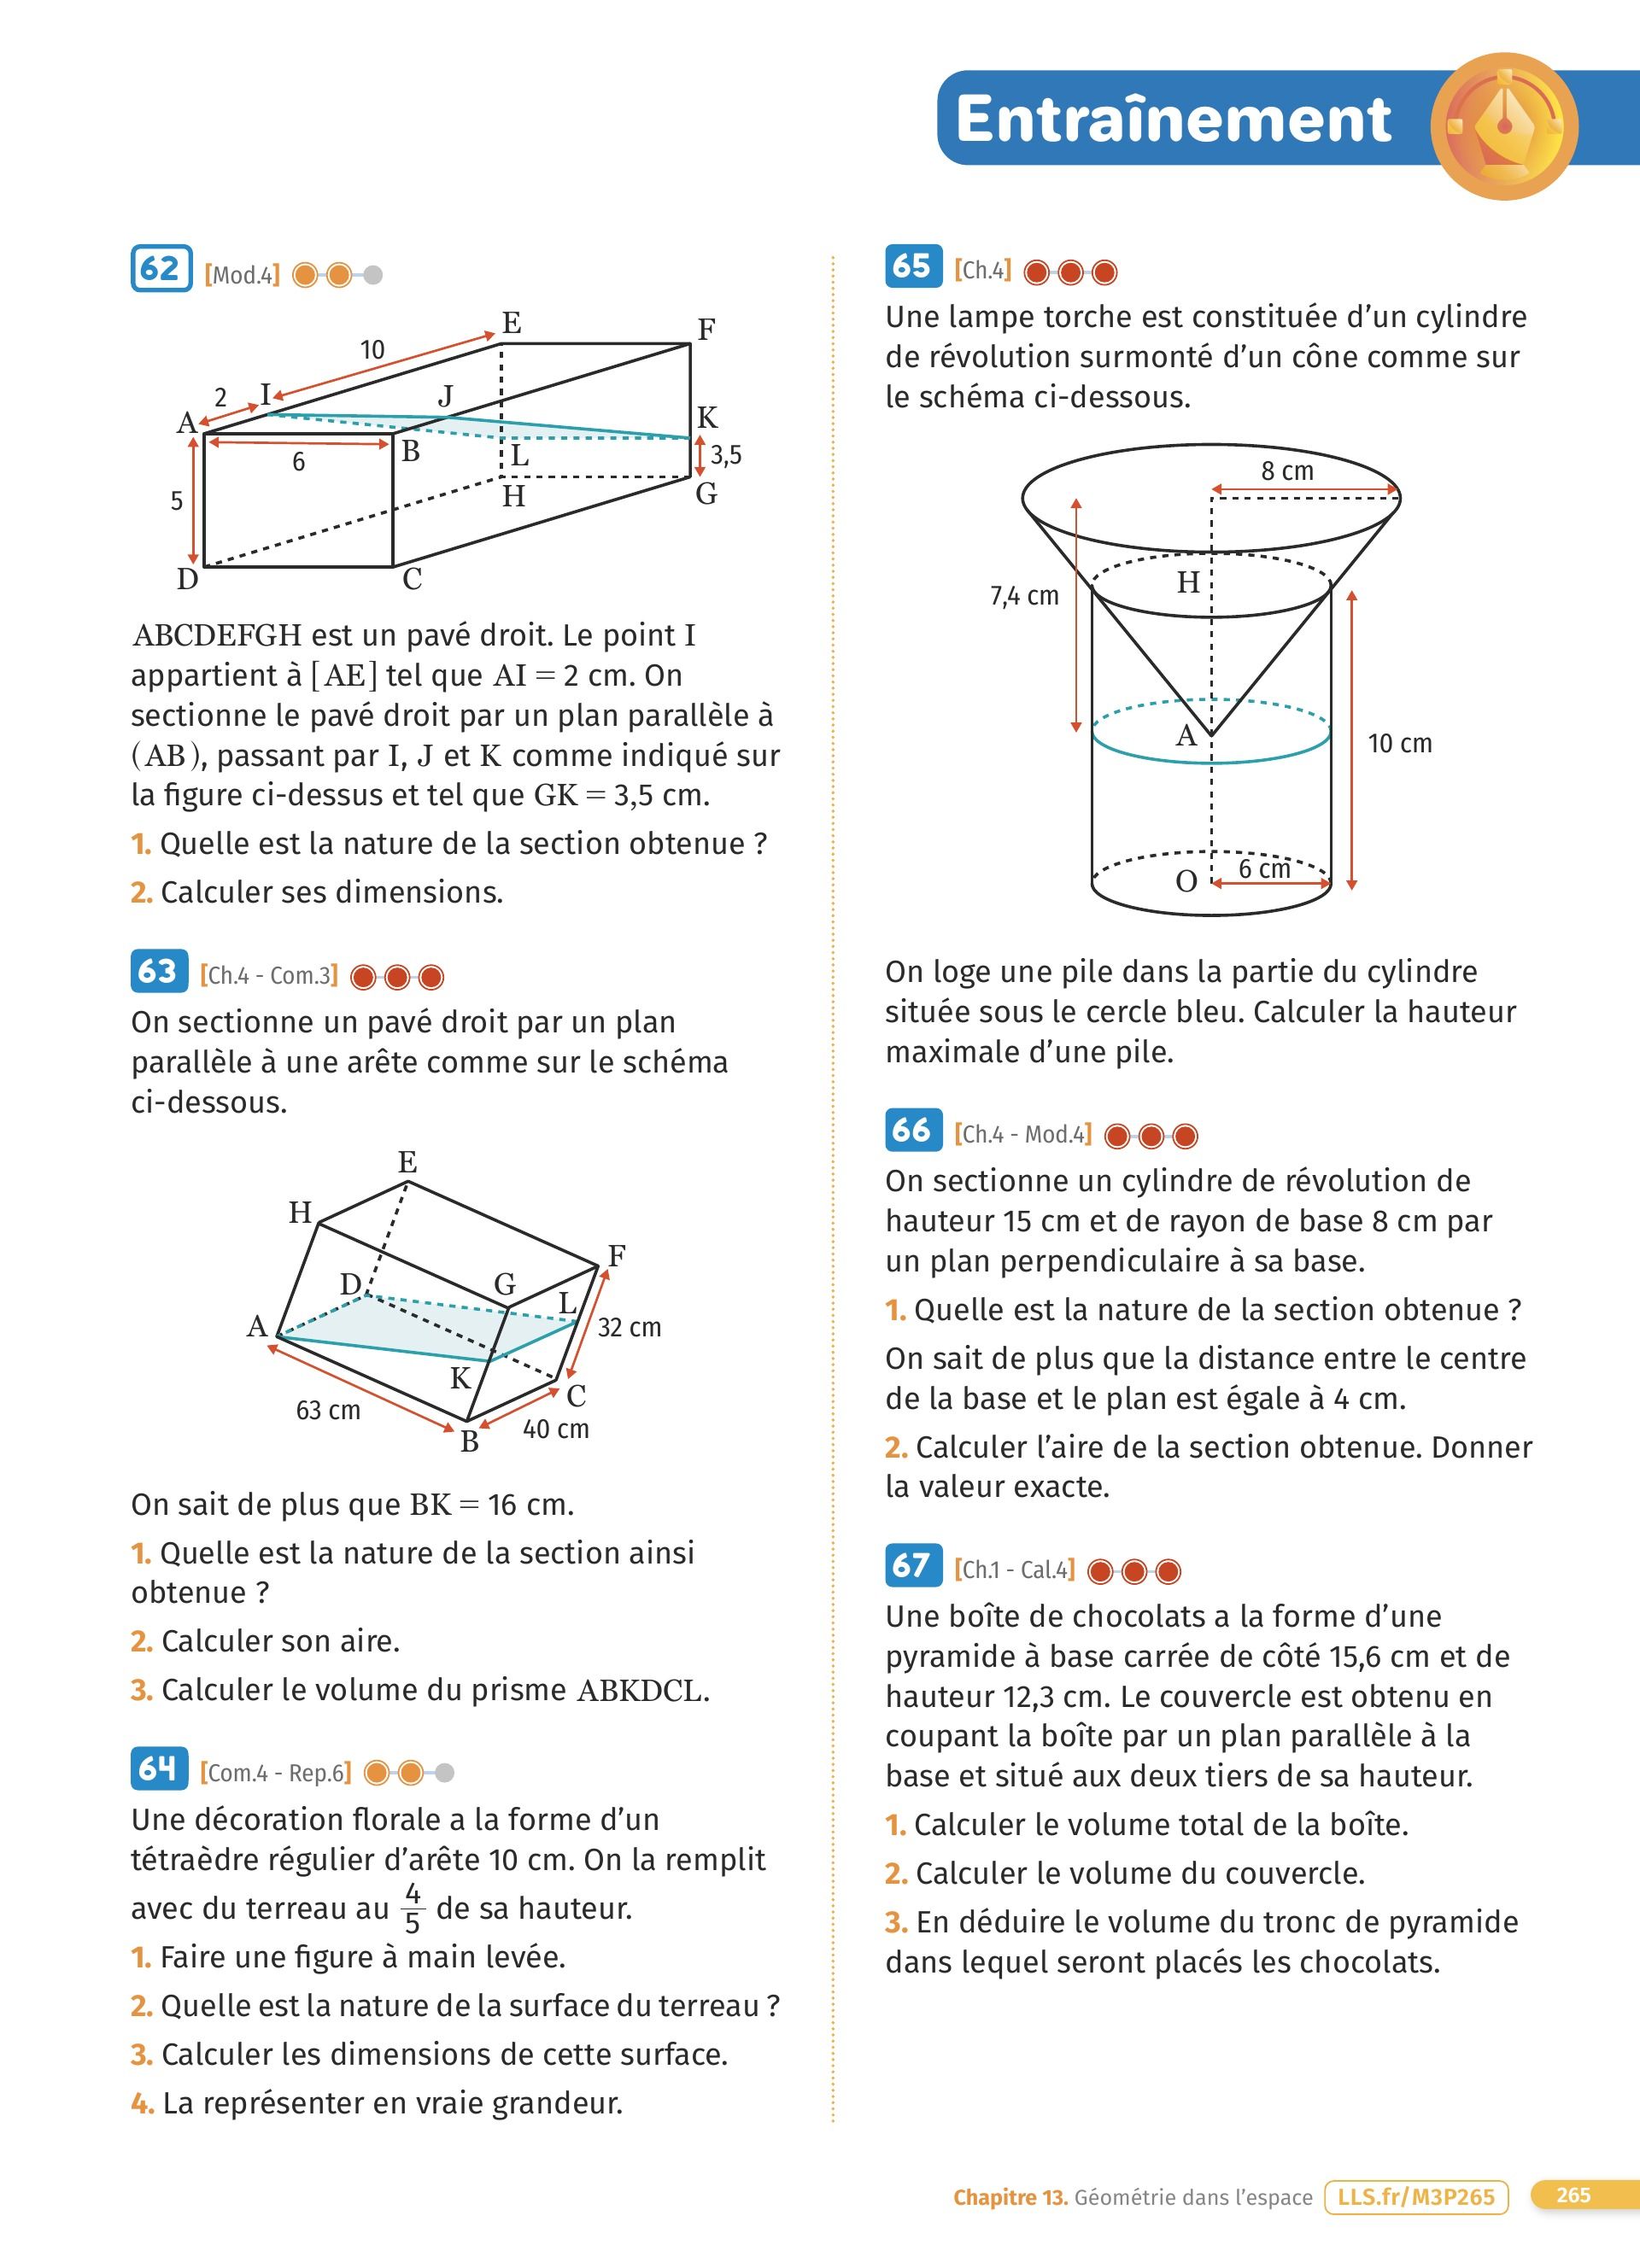 Entraînement
62 [Mod.4]
E
F
10
2
I
J
A
K
B
6
L
3,5
5
H
G
D
C
ABCDEFGH est un pavé droit. Le point I
appartient à [AE] tel que AI = 2 cm. On
sectionne le pavé droit par un plan parallèle à
(AB), passant par I, J et K comme indiqué sur
la figure ci-dessus et tel que GK = 3,5 cm.
1. Quelle est la nature de la section obtenue ?
2. Calculer ses dimensions.
63 [Ch.4 - Com.3]
On sectionne un pavé droit par un plan
parallèle à une arête comme sur le schéma
ci-dessous.
E
H
F
D
G
L
A
32 cm
K
C
63 cm
40 cm
B
On sait de plus que BK = 16 cm.
1. Quelle est la nature de la section ainsi
obtenue ?
2. Calculer son aire.
3. Calculer le volume du prisme ABKDCL.
64 [Com.4 - Rep.6]
Une décoration florale a la forme d'un
tétraèdre régulier d'arête 10 cm. On la remplit
avec du terreau au 4/5 de sa hauteur.
1. Faire une figure à main levée.
2. Quelle est la nature de la surface du terreau ?
3. Calculer les dimensions de cette surface.
4. La représenter en vraie grandeur.
65 [Ch.4]
Une lampe torche est constituée d'un cylindre
de révolution surmonté d'un cône comme sur
le schéma ci-dessous.
8 cm
H
7,4 cm
A
10 cm
O
6 cm
On loge une pile dans la partie du cylindre
située sous le cercle bleu. Calculer la hauteur
maximale d'une pile.
66 [Ch.4 - Mod.4]
On sectionne un cylindre de révolution de
hauteur 15 cm et de rayon de base 8 cm par
un plan perpendiculaire à sa base.
1. Quelle est la nature de la section obtenue ?
On sait de plus que la distance entre le centre
de la base et le plan est égale à 4 cm.
2. Calculer l'aire de la section obtenue. Donner
la valeur exacte.
67 [Ch.1 - Cal.4]
Une boîte de chocolats a la forme d'une
pyramide à base carrée de côté 15,6 cm et de
hauteur 12,3 cm. Le couvercle est obtenu en
coupant la boîte par un plan parallèle à la
base et situé aux deux tiers de sa hauteur.
1. Calculer le volume total de la boîte.
2. Calculer le volume du couvercle.
3. En déduire le volume du tronc de pyramide
dans lequel seront placés les chocolats.
Chapitre 13. Géométrie dans l'espace LLS.fr/M3P265 265